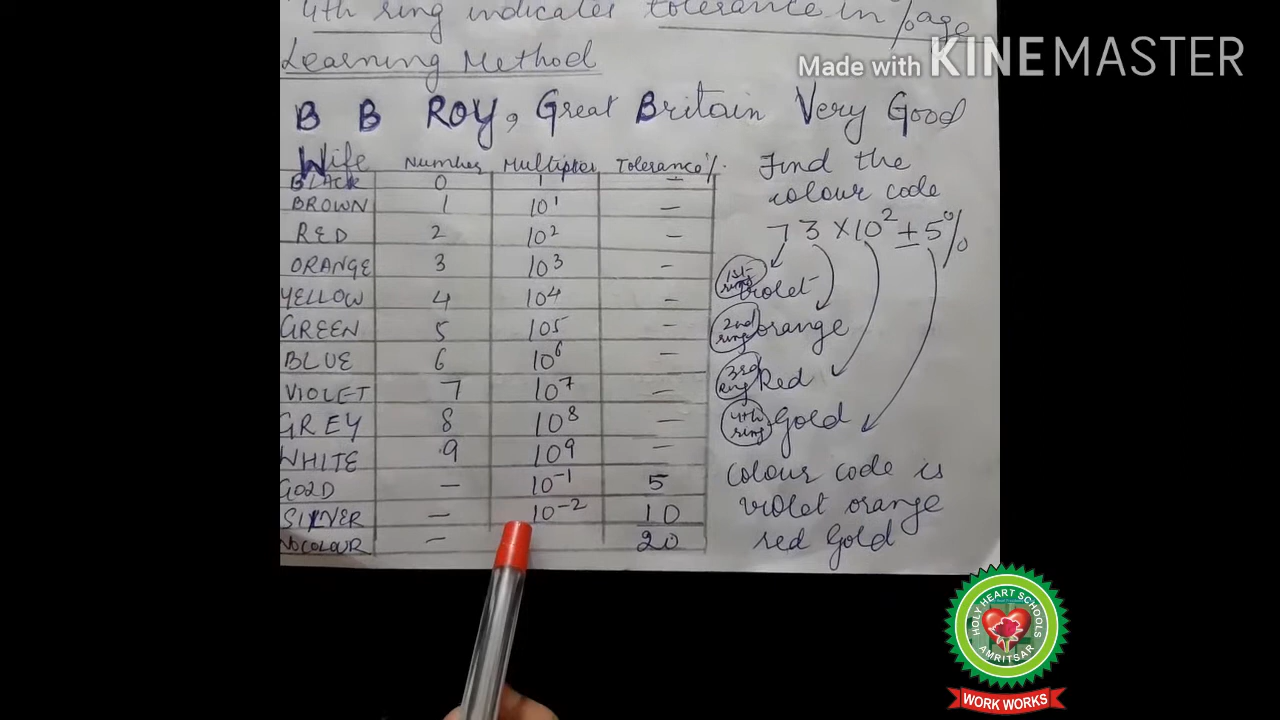 4th ring indicates tolerance in %age
Learning Method
Made with KINEMASTER
B B ROY, Great Britain Very Good
Wife Number Multiplier Tolerance %.
BLACK 0 1 –
BROWN 1 10¹ –
RED 2 10² –
ORANGE 3 10³ –
YELLOW 4 10⁴ –
GREEN 5 10⁵ –
BLUE 6 10⁶ –
VIOLET 7 10⁷ –
GREY 8 10⁸ –
WHITE 9 10⁹ –
GOLD – 10⁻¹ 5
SILVER – 10⁻² 10
NO COLOUR – 20
Find the
colour code
73 × 10² ± 5%
1st ring violet
2nd ring orange
3rd ring Red
4th ring Gold
Colour code is
violet orange
red Gold
HOLY HEART SCHOOLS
AMRITSAR
WORK WORKS